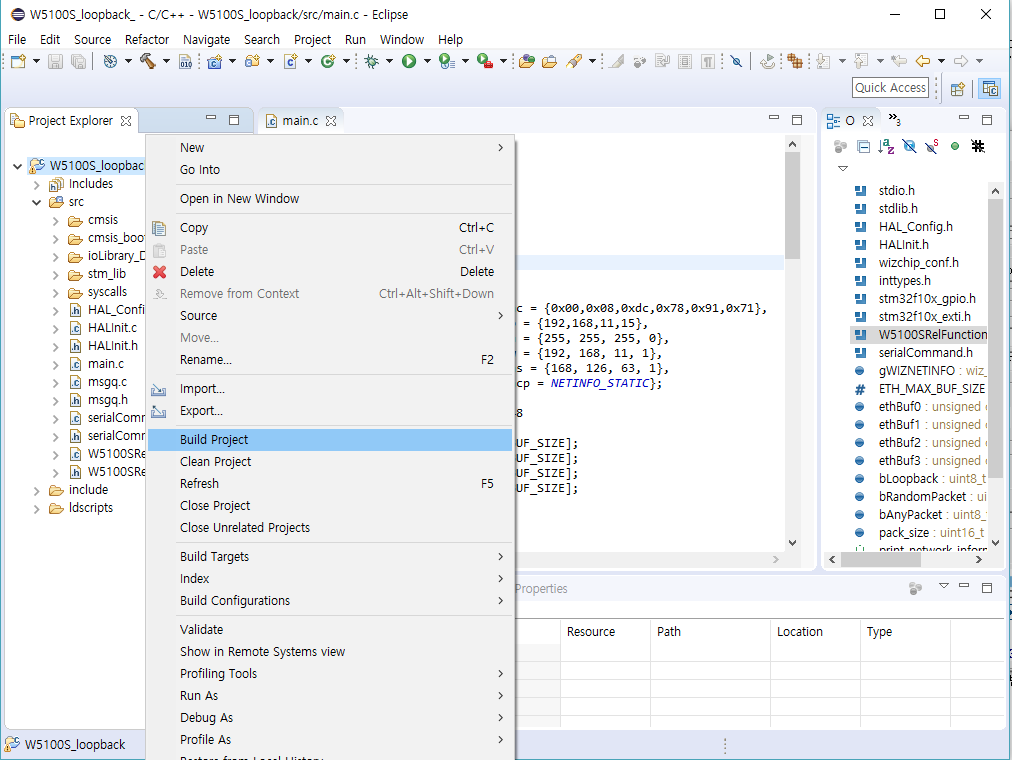 W5100S_loopback_ - C/C++ - W5100S_loopback/src/main.c - Eclipse
File Edit Source Refactor Navigate Search Project Run Window Help
Quick Access
Project Explorer
main.c
O
3
W5100S_loopbac
Includes
src
cmsis
cmsis_boo
ioLibrary_D
stm_lib
syscalls
HAL_Confi
HALInit.c
HALInit.h
main.c
msgq.c
msgq.h
serialComm
serialComm
W5100SRe
W5100SRe
include
ldscripts
New
Go Into
Open in New Window
Copy Ctrl+C
Paste Ctrl+V
Delete Delete
Remove from Context Ctrl+Alt+Shift+Down
Source
Move...
Rename... F2
Import...
Export...
Build Project
Clean Project
Refresh F5
Close Project
Close Unrelated Projects
Build Targets
Index
Build Configurations
Validate
Show in Remote Systems view
Profiling Tools
Run As
Debug As
Profile As
Restore from Local History
c = {0x00,0x08,0xdc,0x78,0x91,0x71},
= {192,168,11,15},
= {255, 255, 255, 0},
= {192, 168, 11, 1},
s = {168, 126, 63, 1},
cp = NETINFO_STATIC};
8
UF_SIZE];
UF_SIZE];
UF_SIZE];
UF_SIZE];
stdio.h
stdlib.h
HAL_Config.h
HALInit.h
wizchip_conf.h
inttypes.h
stm32f10x_gpio.h
stm32f10x_exti.h
W5100SRelFunction
serialCommand.h
gWIZNETINFO : wiz_
ETH_MAX_BUF_SIZE
ethBuf0 : unsigned c
ethBuf1 : unsigned c
ethBuf2 : unsigned c
ethBuf3 : unsigned c
bLoopback : uint8_t
bRandomPacket : ui
bAnyPacket : uint8_
pack_size : uint16_t
print_network_inforr
Properties
Resource Path Location Type
W5100S_loopback